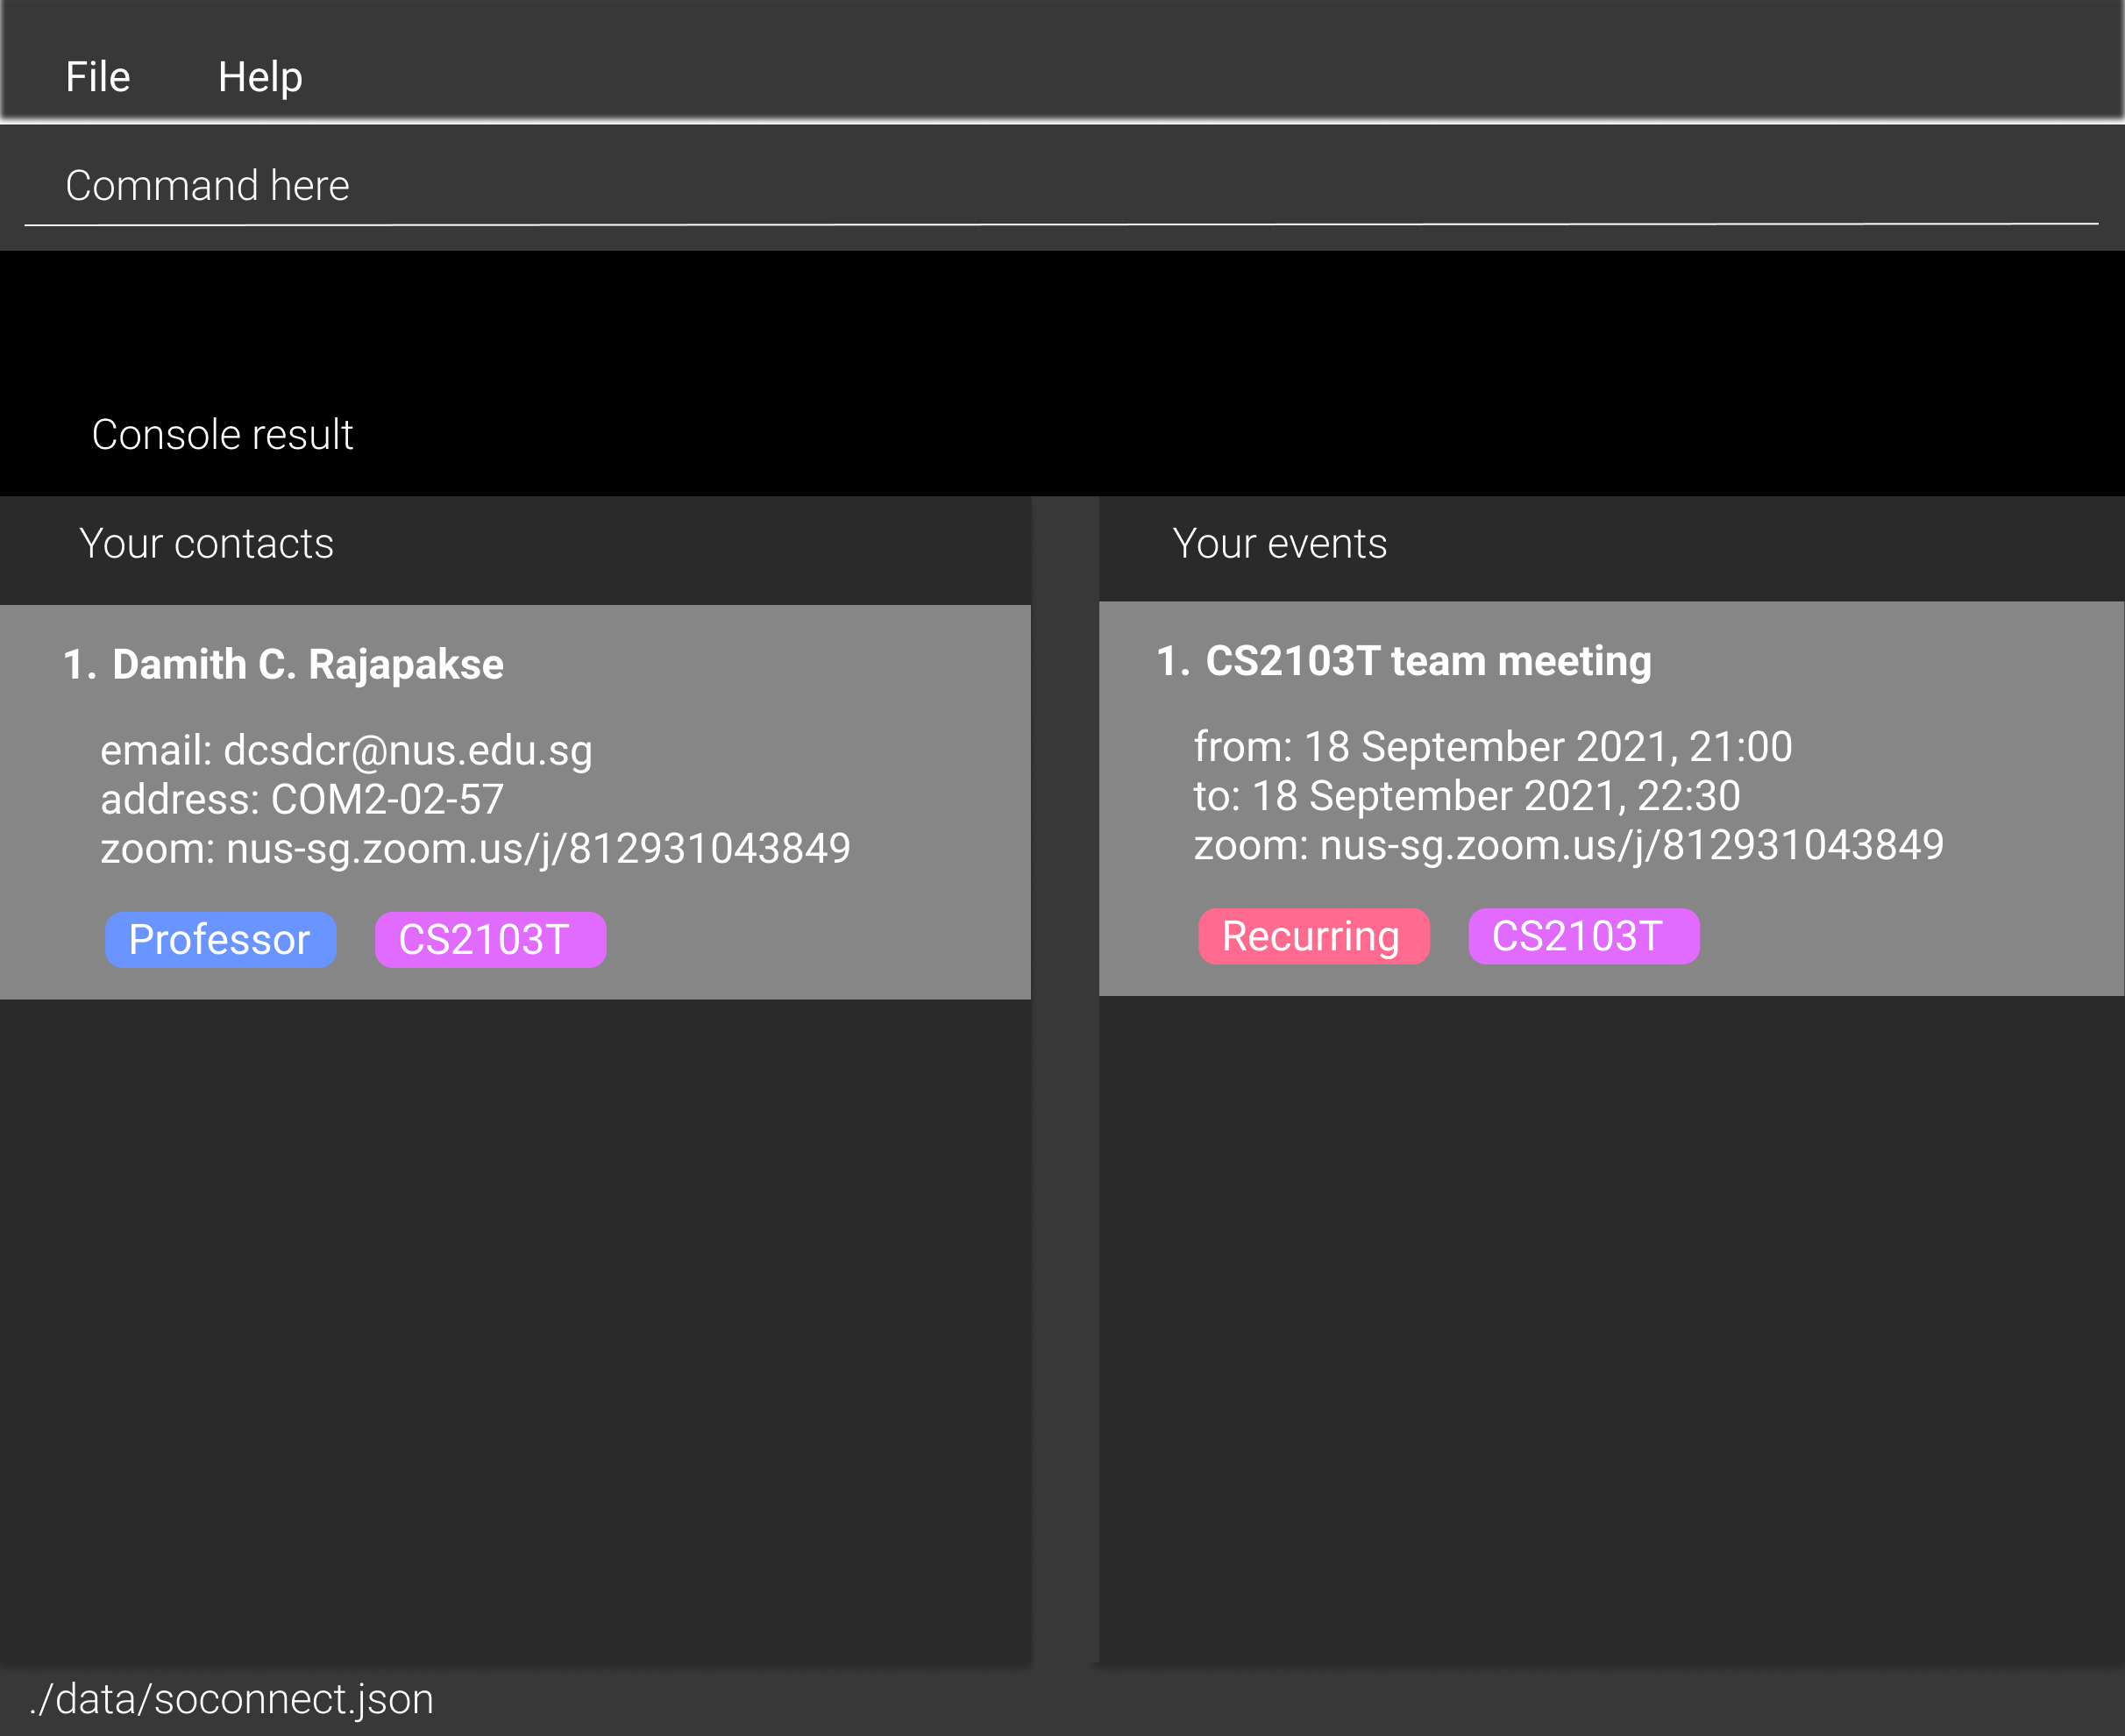 File
Help
Command here
Console result
Your contacts
1. Damith C. Rajapakse
email: dcsdcr@nus.edu.sg
address: COM2-02-57
zoom: nus-sg.zoom.us/j/812931043849
Professor
CS2103T
Your events
1. CS2103T team meeting
from: 18 September 2021, 21:00
to: 18 September 2021, 22:30
zoom: nus-sg.zoom.us/j/812931043849
Recurring
CS2103T
./data/soconnect.json